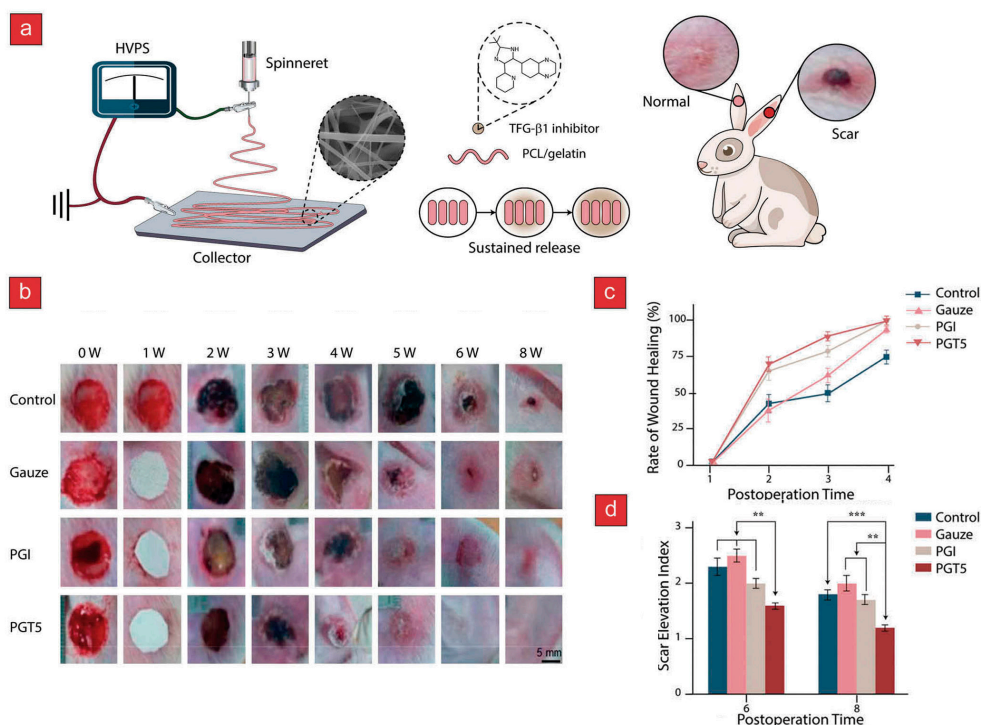 a
HVPS
Spinneret
Collector
NH
N
N
N
N
TFG-β1 inhibitor
PCL/gelatin
Sustained release
Normal
Scar
b
0 W 1 W 2 W 3 W 4 W 5 W 6 W 8 W
Control
Gauze
PGI
PGT5
5 mm
c
Rate of Wound Healing (%)
100
75
50
25
0
1 2 3 4
Postoperation Time
Control
Gauze
PGI
PGT5
d
Scar Elevation Index
3
2
1
0
** *** **
6 8
Postoperation Time
Control
Gauze
PGI
PGT5